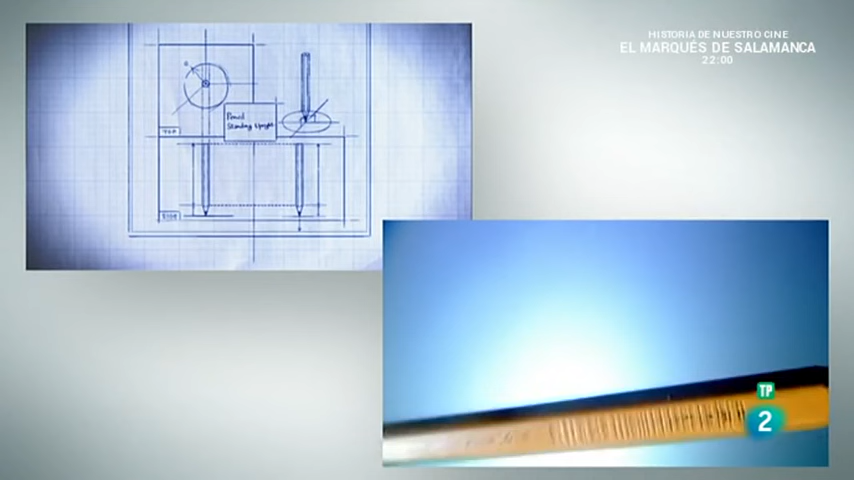 HISTORIA DE NUESTRO CINE
EL MARQUÉS DE SALAMANCA
22:00
Pencil
Standing Upright
TOP
SIDE
TP
2